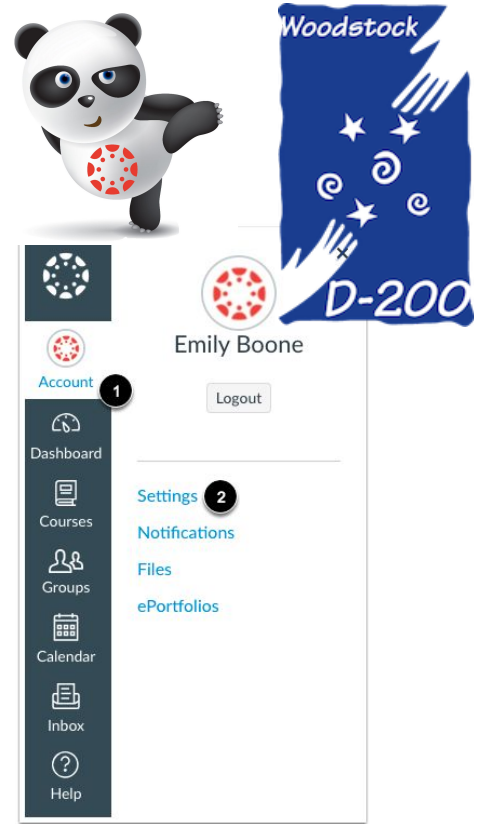 Woodstock
D-200
Emily Boone
Logout
Account
1
Dashboard
Courses
Groups
Calendar
Inbox
Help
Settings 2
Notifications
Files
ePortfolios